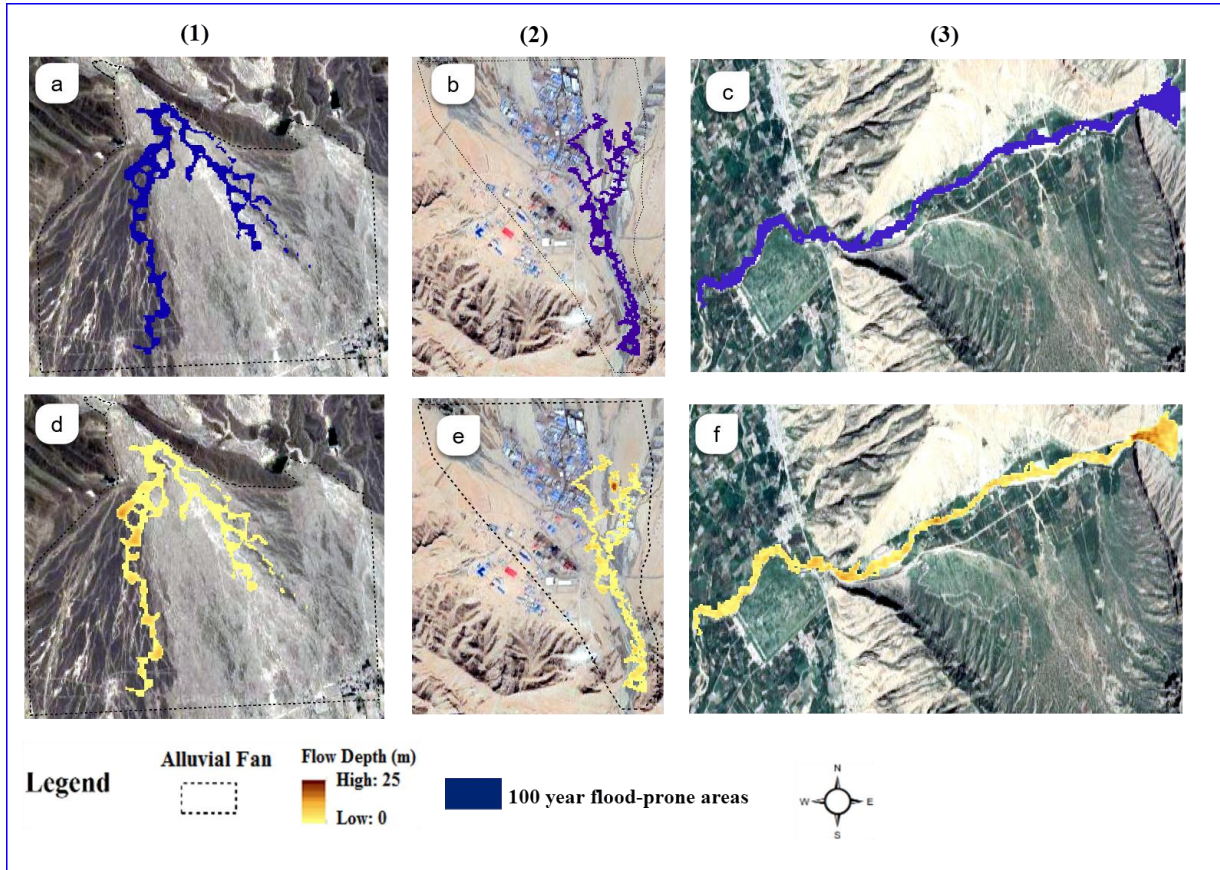 (1) (2) (3)
a b c
d e f
Legend
Alluvial Fan
Flow Depth (m)
High: 25
Low: 0
100 year flood-prone areas
N
W E
S